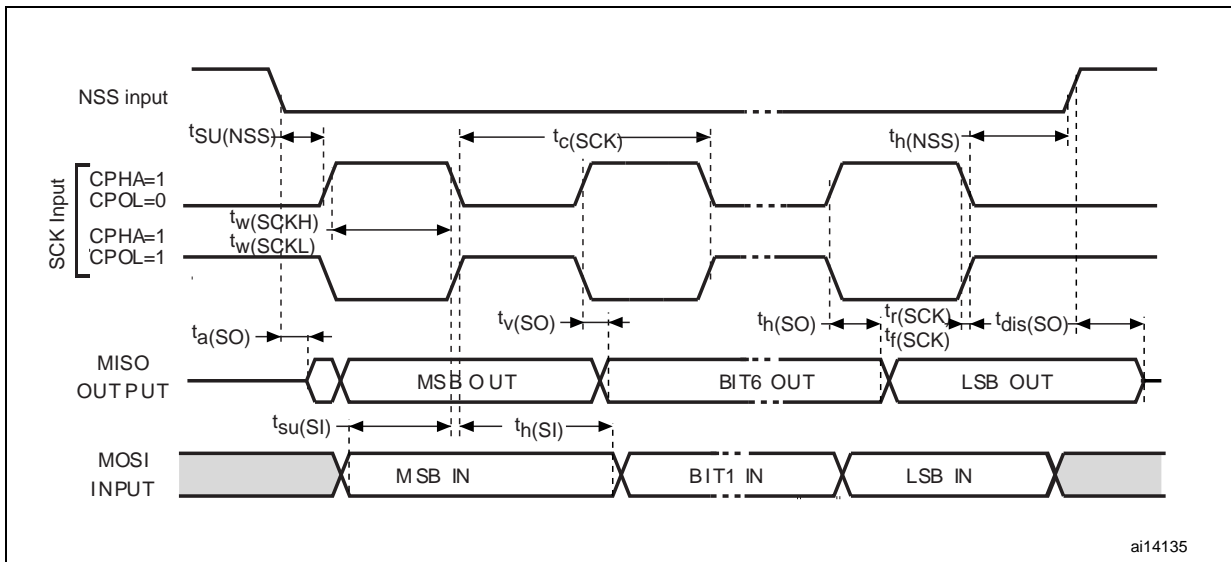 NSS input
tSU(NSS)
tc(SCK)
th(NSS)
SCK Input
CPHA=1
CPOL=0
tw(SCKH)
tw(SCKL)
CPHA=1
CPOL=1
ta(SO)
tv(SO)
th(SO)
tr(SCK)
tf(SCK)
tdis(SO)
MISO
OUTPUT
MSB OUT
BIT6 OUT
LSB OUT
tsu(SI)
th(SI)
MOSI
INPUT
MSB IN
BIT1 IN
LSB IN
ai14135